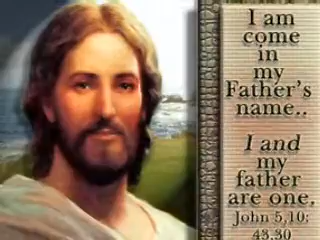 I am
come
in
my
Father's
name..
I and
my
father
are one.
John 5,10:
43.30